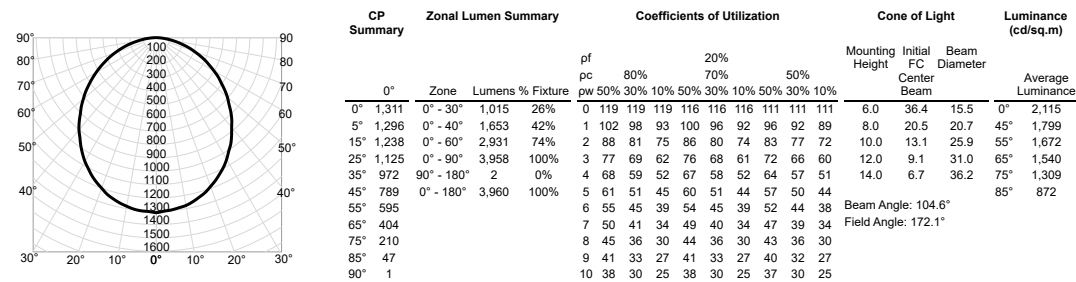 90° 90
80° 80
70° 70
60° 60
50° 50°
40° 40°
30° 20° 10° 0° 10° 20° 30°
100
200
300
400
500
600
700
800
900
1000
1100
1200
1300
1400
1500
1600
CP Summary
0°
0° 1,311
5° 1,296
15° 1,238
25° 1,125
35° 972
45° 789
55° 595
65° 404
75° 210
85° 47
90° 1
Zonal Lumen Summary
Zone Lumens % Fixture
0° - 30° 1,015 26%
0° - 40° 1,653 42%
0° - 60° 2,931 74%
0° - 90° 3,958 100%
90° - 180° 2 0%
0° - 180° 3,960 100%
Coefficients of Utilization
ρf 20%
ρc 80% 70% 50%
ρw 50% 30% 10% 50% 30% 10% 50% 30% 10%
0 119 119 119 116 116 116 111 111 111
1 102 98 93 100 96 92 96 92 89
2 88 81 75 86 80 74 83 77 72
3 77 69 62 76 68 61 72 66 60
4 68 59 52 67 58 52 64 57 51
5 61 51 45 60 51 44 57 50 44
6 55 45 39 54 45 39 52 44 38
7 50 41 34 49 40 34 47 39 34
8 45 36 30 44 36 30 43 36 30
9 41 33 27 41 33 27 40 32 27
10 38 30 25 38 30 25 37 30 25
Cone of Light
Mounting Height Initial FC Center Beam Beam Diameter
6.0 36.4 15.5
8.0 20.5 20.7
10.0 13.1 25.9
12.0 9.1 31.0
14.0 6.7 36.2
Beam Angle: 104.6°
Field Angle: 172.1°
Luminance
(cd/sq.m)
Average
Luminance
0° 2,115
45° 1,799
55° 1,672
65° 1,540
75° 1,309
85° 872